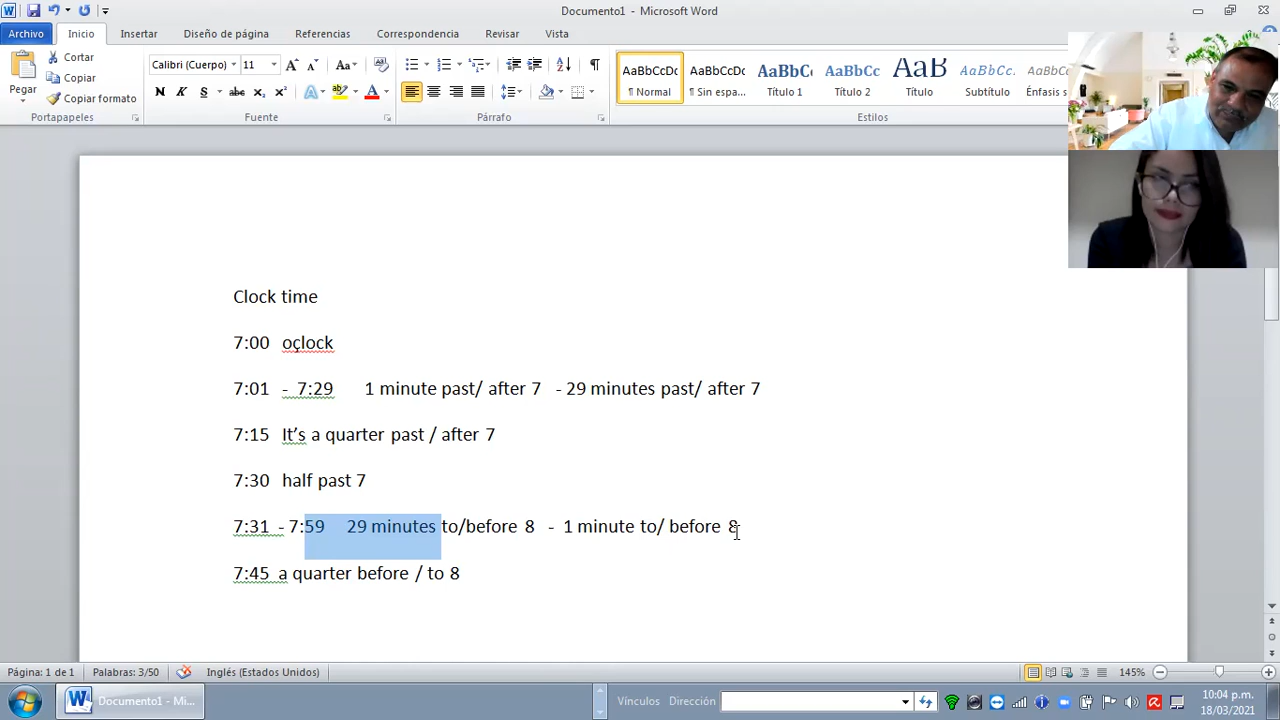 Documento1 - Microsoft Word
Archivo Inicio Insertar Diseño de página Referencias Correspondencia Revisar Vista
Pegar
Cortar
Copiar
Copiar formato
Portapapeles
Calibri (Cuerpo) 11
Fuente
Párrafo
AaBbCcDc AaBbCcDc AaBbC AaBbCc AaB AaBbCc. AaBbCc
¶ Normal ¶ Sin espa... Título 1 Título 2 Título Subtítulo Énfasis s
Estilos
Clock time
7:00 oçlock
7:01 - 7:29 1 minute past/ after 7 - 29 minutes past/ after 7
7:15 It's a quarter past / after 7
7:30 half past 7
7:31 - 7:59 29 minutes to/before 8 - 1 minute to/ before 8
7:45 a quarter before / to 8
Página: 1 de 1 Palabras: 3/50 Inglés (Estados Unidos) 145%
Documento1 - Mi...
Vínculos Dirección
10:04 p.m.
18/03/2021